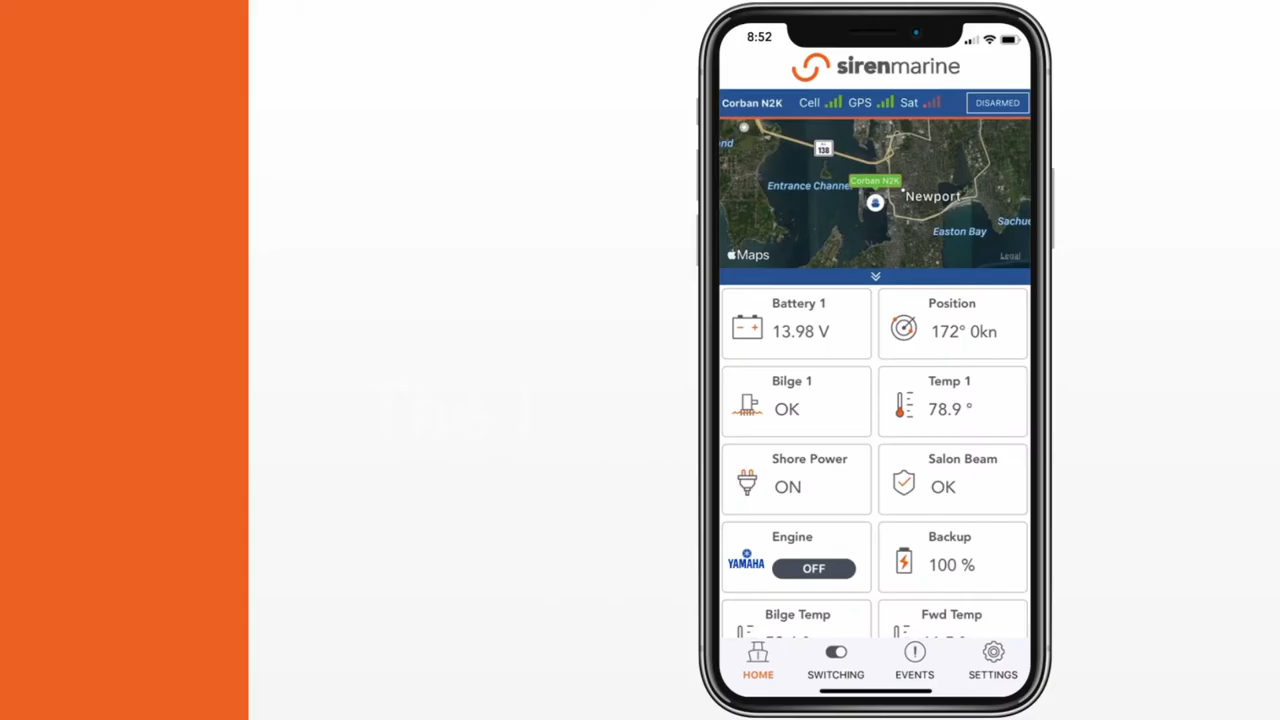 8:52
sirenmarine
Corban N2K Cell GPS Sat DISARMED
nd
138
Entrance Channe
Corban N2K
Newport
Sachue
Easton Bay
Maps
Legal
Battery 1
13.98 V
Position
172° 0kn
Bilge 1
OK
Temp 1
78.9 °
Shore Power
ON
Salon Beam
OK
Engine
YAMAHA
OFF
Backup
100 %
Bilge Temp
Fwd Temp
HOME
SWITCHING
EVENTS
SETTINGS